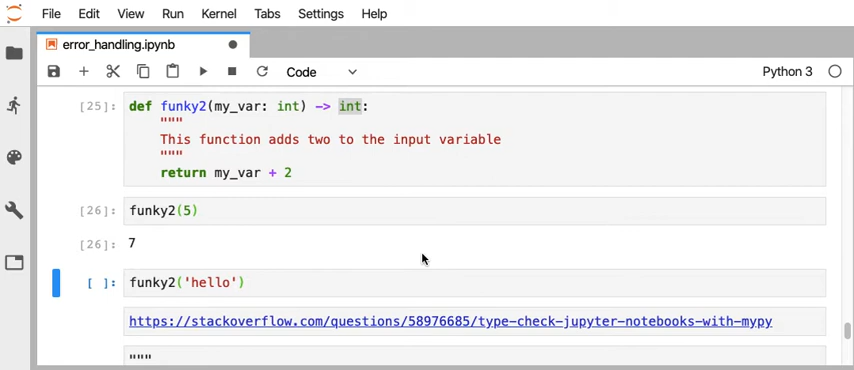 File Edit View Run Kernel Tabs Settings Help
error_handling.ipynb
Code Python 3
[25]: def funky2(my_var: int) -> int:
"""
This function adds two to the input variable
"""
return my_var + 2
[26]: funky2(5)
[26]: 7
[ ]: funky2('hello')
https://stackoverflow.com/questions/58976685/type-check-jupyter-notebooks-with-mypy
"""